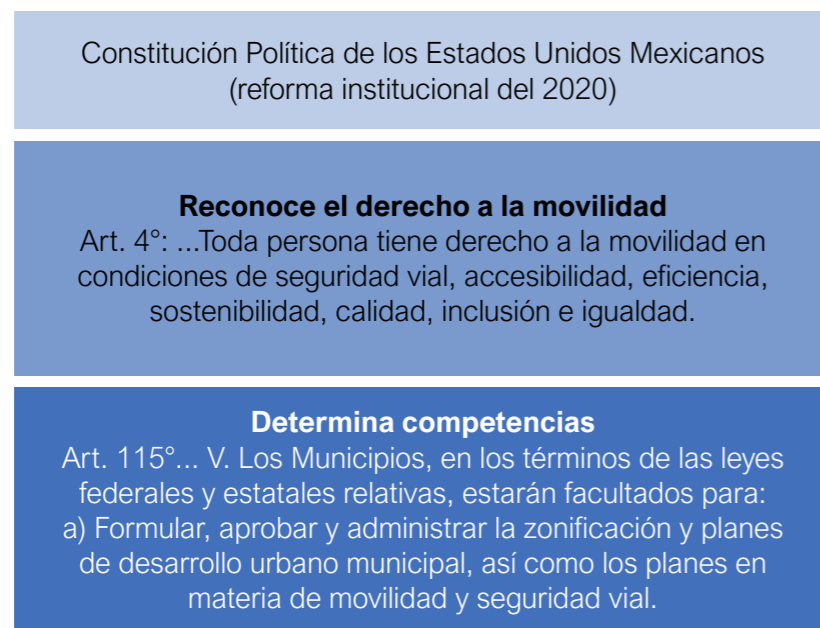 Constitución Política de los Estados Unidos Mexicanos
(reforma institucional del 2020)
Reconoce el derecho a la movilidad
Art. 4°: ...Toda persona tiene derecho a la movilidad en
condiciones de seguridad vial, accesibilidad, eficiencia,
sostenibilidad, calidad, inclusión e igualdad.
Determina competencias
Art. 115°... V. Los Municipios, en los términos de las leyes
federales y estatales relativas, estarán facultados para:
a) Formular, aprobar y administrar la zonificación y planes
de desarrollo urbano municipal, así como los planes en
materia de movilidad y seguridad vial.